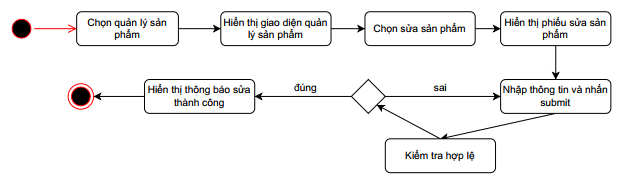 Chọn quản lý sản
phẩm
Hiển thị giao diện quản
lý sản phẩm
Chọn sửa sản phẩm
Hiển thị phiếu sửa sản
phẩm
Hiển thị thông báo sửa
thành công
đúng
sai
Nhập thông tin và nhấn
submit
Kiểm tra hợp lệ